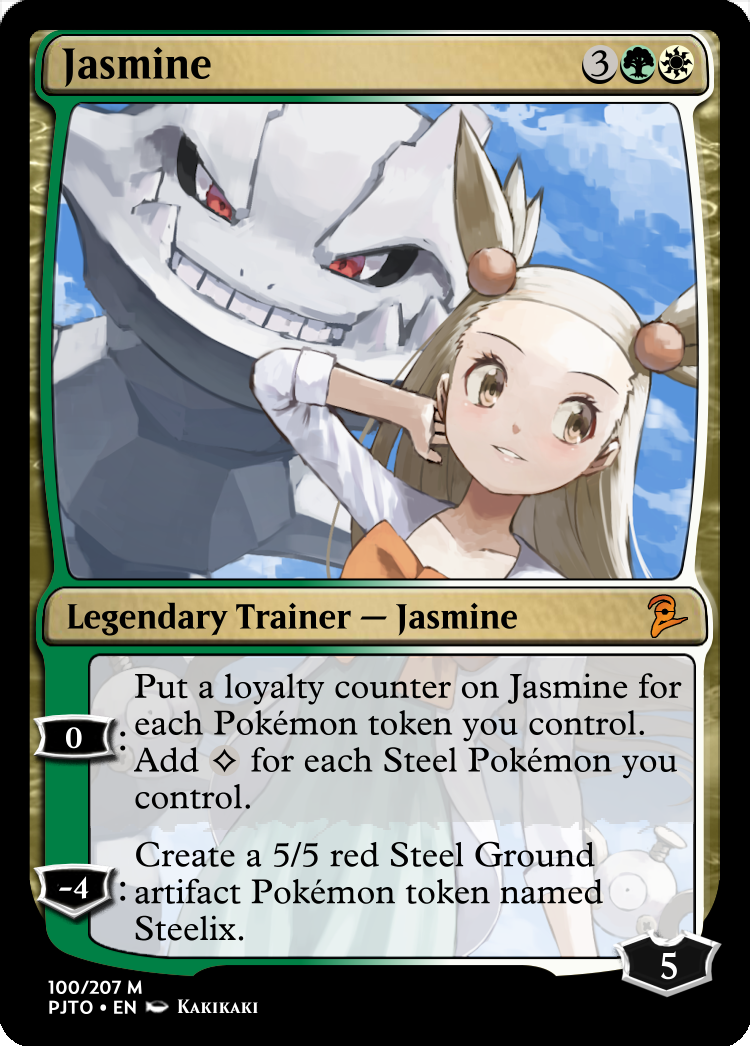 Jasmine 3
Legendary Trainer — Jasmine
Put a loyalty counter on Jasmine for
each Pokémon token you control.
0 :
Add for each Steel Pokémon you
control.
Create a 5/5 red Steel Ground
-4 : artifact Pokémon token named
Steelix.
5
100/207 M
PJTO • EN Kakikaki